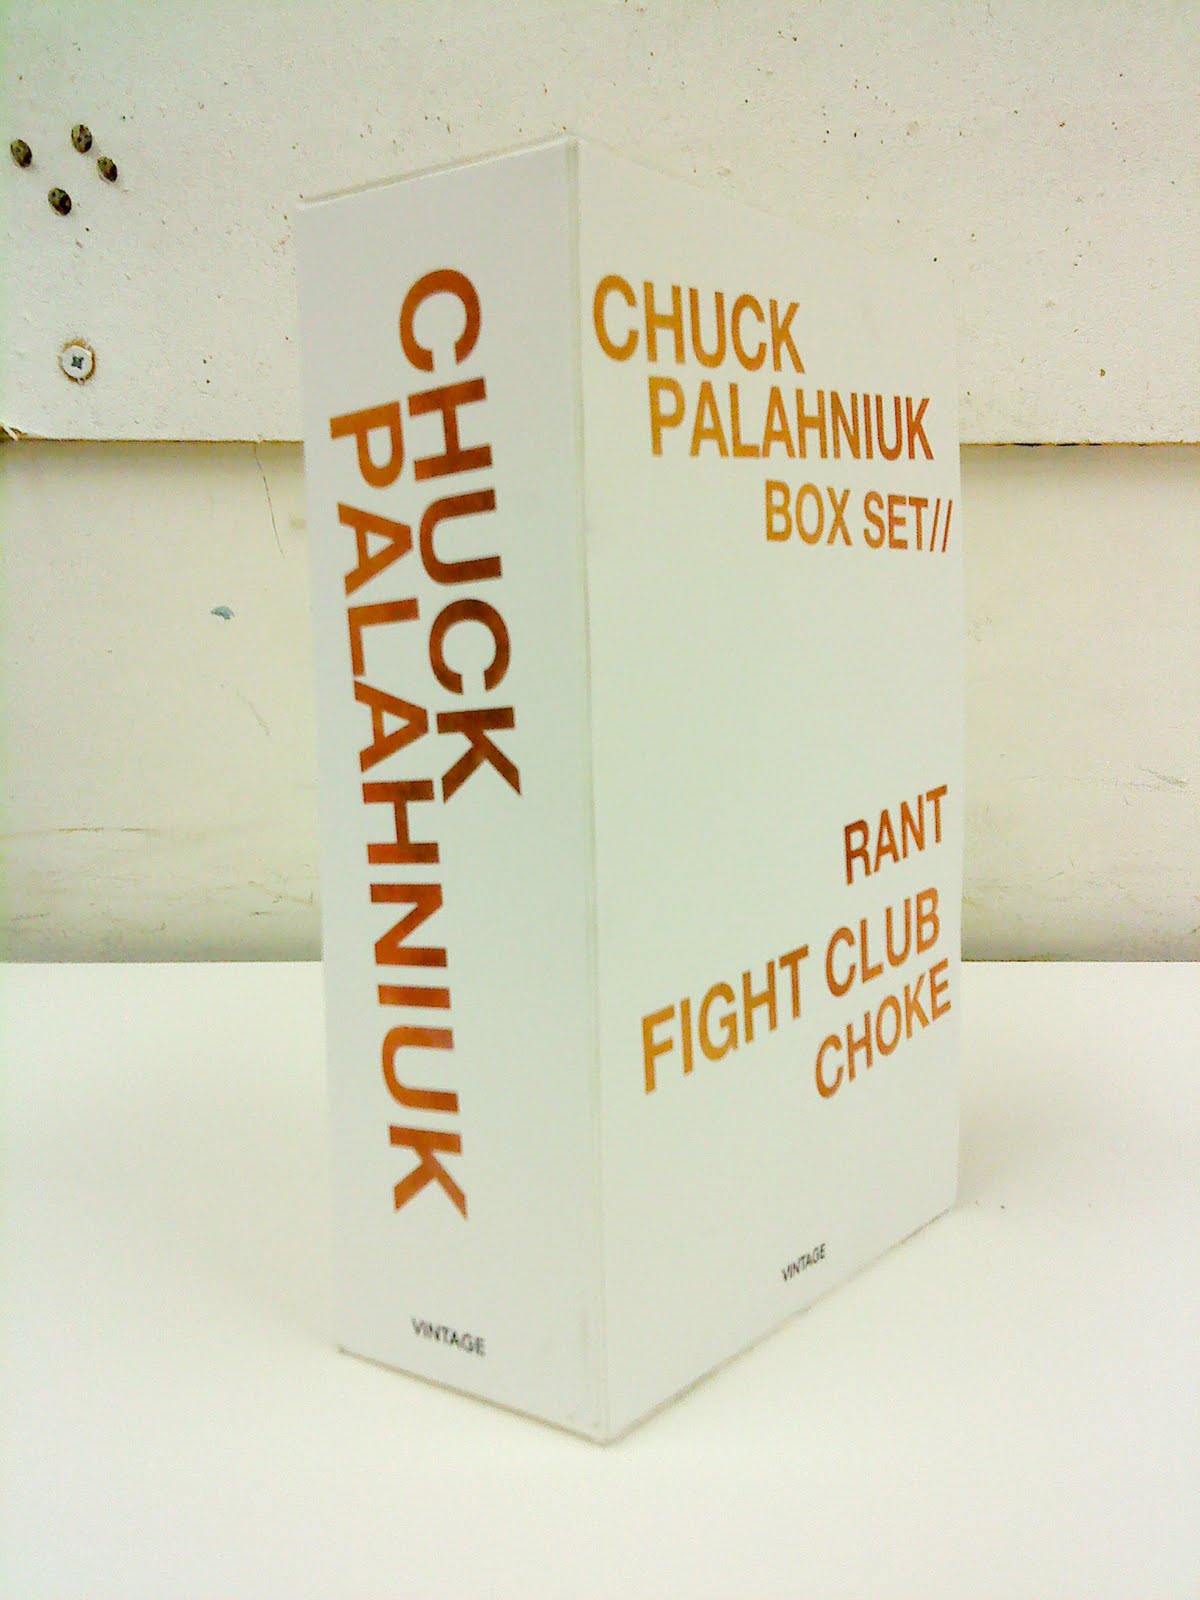 CHUCK
PALAHNIUK
VINTAGE
CHUCK
PALAHNIUK
BOX SET//
RANT
FIGHT CLUB
CHOKE
VINTAGE